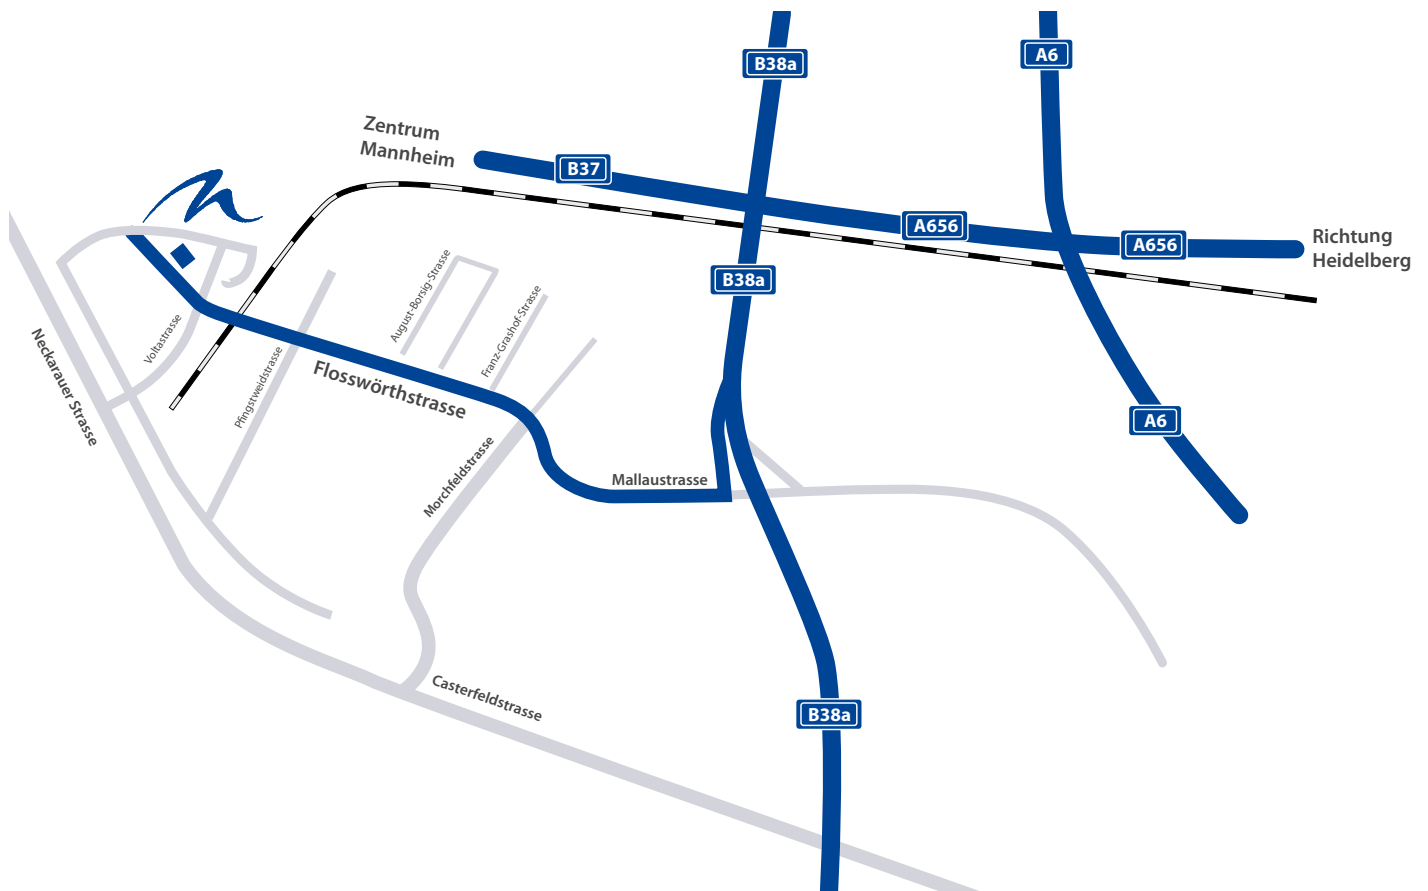 A6
B38a
Zentrum
Mannheim
B37
A656
A656
Richtung
Heidelberg
B38a
August-Borsig-Strasse
Franz-Grashof-Strasse
Voltastrasse
Neckarauer Strasse
Pfingstweidstrasse
Flosswörthstrasse
A6
Morchfeldstrasse
Mallaustrasse
Casterfeldstrasse
B38a